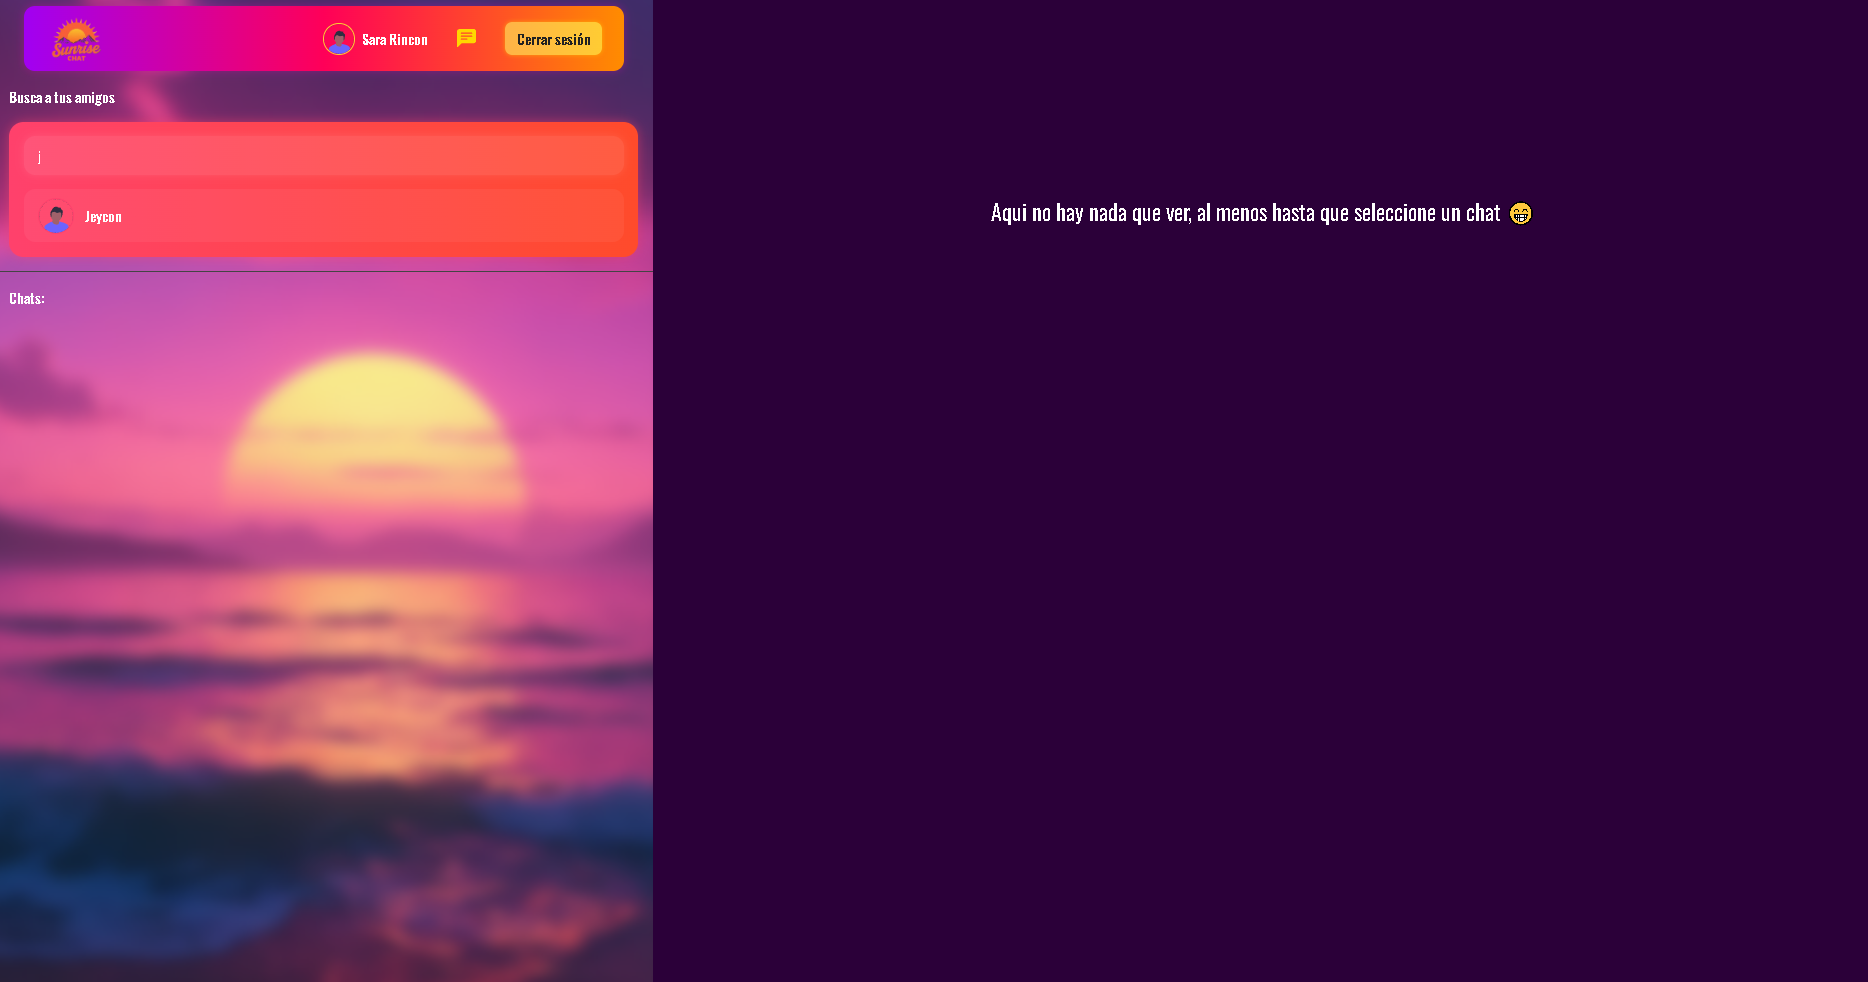 Sunrise
CHAT
Sara Rincon
Cerrar sesión
Busca a tus amigos
j
Jeycon
Chats:
Aqui no hay nada que ver, al menos hasta que seleccione un chat 😁